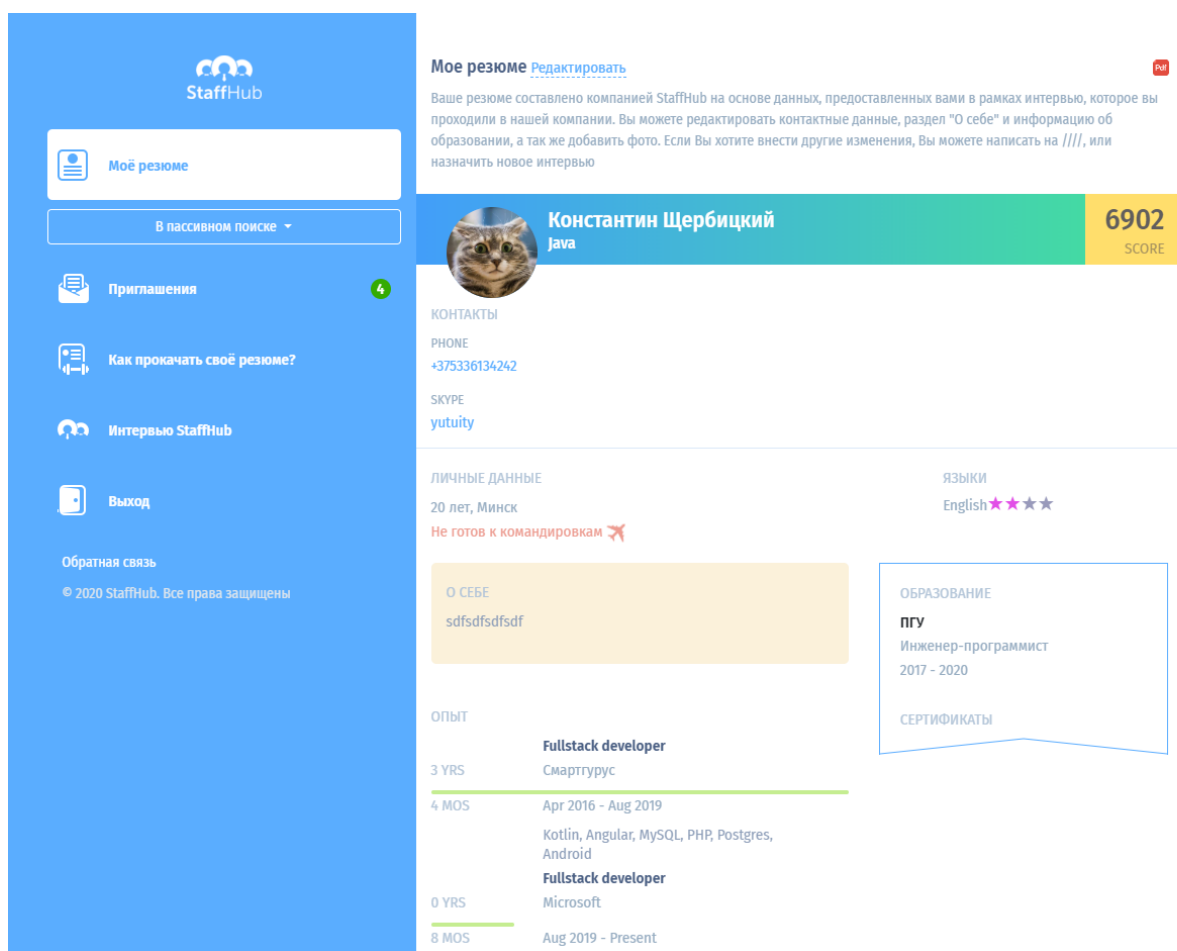 StaffHub
Моё резюме
В пассивном поиске
Приглашения
4
Как прокачать своё резюме?
Интервью StaffHub
Выход
Обратная связь
© 2020 StaffHub. Все права защищены
Мое резюме Редактировать
Pdf
Ваше резюме составлено компанией StaffHub на основе данных, предоставленных вами в рамках интервью, которое вы
проходили в нашей компании. Вы можете редактировать контактные данные, раздел "О себе" и информацию об
образовании, а так же добавить фото. Если Вы хотите внести другие изменения, Вы можете написать на ////, или
назначить новое интервью
Константин Щербицкий
Java
6902
SCORE
КОНТАКТЫ
PHONE
+375336134242
SKYPE
yutuity
ЛИЧНЫЕ ДАННЫЕ
20 лет, Минск
Не готов к командировкам
ЯЗЫКИ
English
О СЕБЕ
sdfsdfsdfsdf
ОБРАЗОВАНИЕ
ПГУ
Инженер-программист
2017 - 2020
СЕРТИФИКАТЫ
ОПЫТ
Fullstack developer
3 YRS Смартгурус
4 MOS Apr 2016 - Aug 2019
Kotlin, Angular, MySQL, PHP, Postgres,
Android
Fullstack developer
0 YRS Microsoft
8 MOS Aug 2019 - Present